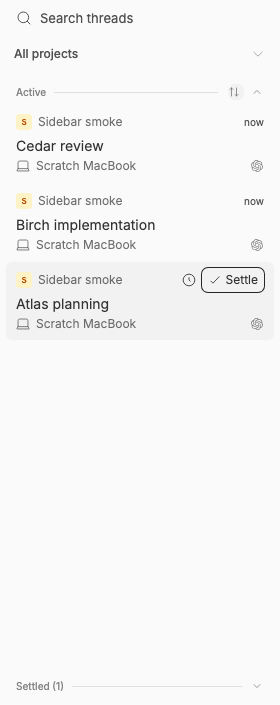 Search threads
All projects
Active
S Sidebar smoke now
Cedar review
Scratch MacBook
S Sidebar smoke now
Birch implementation
Scratch MacBook
S Sidebar smoke Settle
Atlas planning
Scratch MacBook
Settled (1)